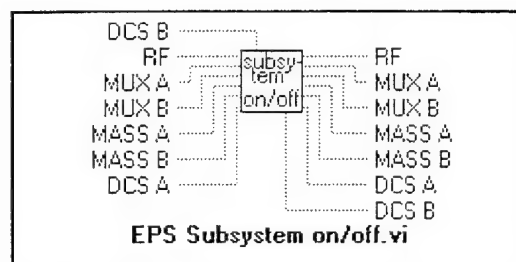 DCS B
RF
MUX A
MUX B
MASS A
MASS B
DCS A
subsy-
tem
on/off
RF
MUX A
MUX B
MASS A
MASS B
DCS A
DCS B
EPS Subsystem on/off.vi